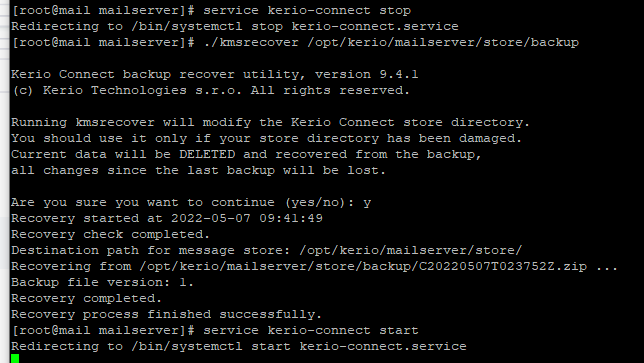 [root@mail mailserver]# service kerio-connect stop
Redirecting to /bin/systemctl stop kerio-connect.service
[root@mail mailserver]# ./kmsrecover /opt/kerio/mailserver/store/backup
Kerio Connect backup recover utility, version 9.4.1
(c) Kerio Technologies s.r.o. All rights reserved.
Running kmsrecover will modify the Kerio Connect store directory.
You should use it only if your store directory has been damaged.
Current data will be DELETED and recovered from the backup,
all changes since the last backup will be lost.
Are you sure you want to continue (yes/no): y
Recovery started at 2022-05-07 09:41:49
Recovery check completed.
Destination path for message store: /opt/kerio/mailserver/store/
Recovering from /opt/kerio/mailserver/store/backup/C20220507T023752Z.zip ...
Backup file version: 1.
Recovery completed.
Recovery process finished successfully.
[root@mail mailserver]# service kerio-connect start
Redirecting to /bin/systemctl start kerio-connect.service